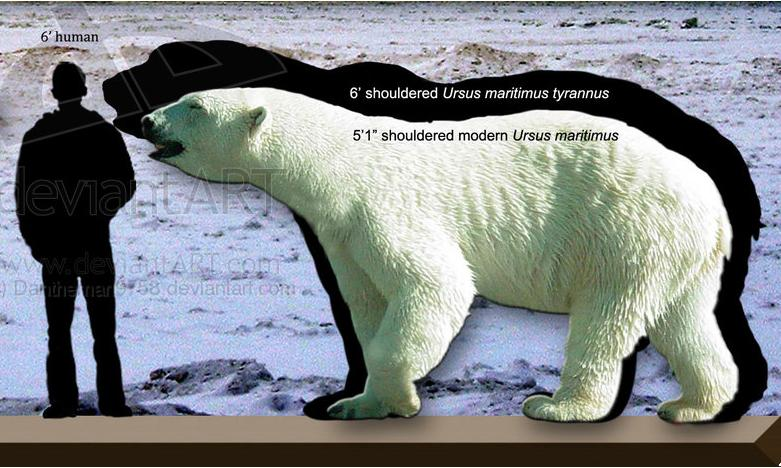 6' human
6' shouldered Ursus maritimus tyrannus
5'1" shouldered modern Ursus maritimus
deviantART
www.deviantART.com